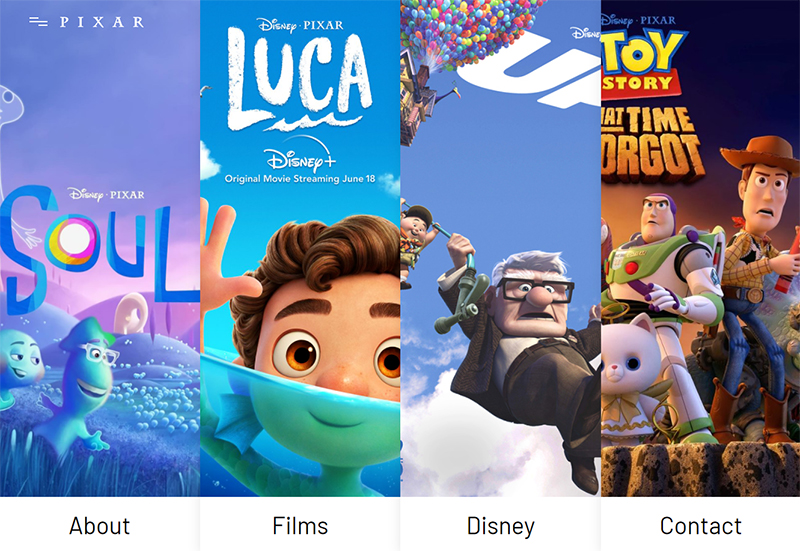 PIXAR
Disney · PIXAR
SOUL
Disney · PIXAR
LUCA
Disney+
Original Movie Streaming June 18
Disney
UP
Disney · PIXAR
TOY
STORY
THAT TIME
FORGOT
About
Films
Disney
Contact